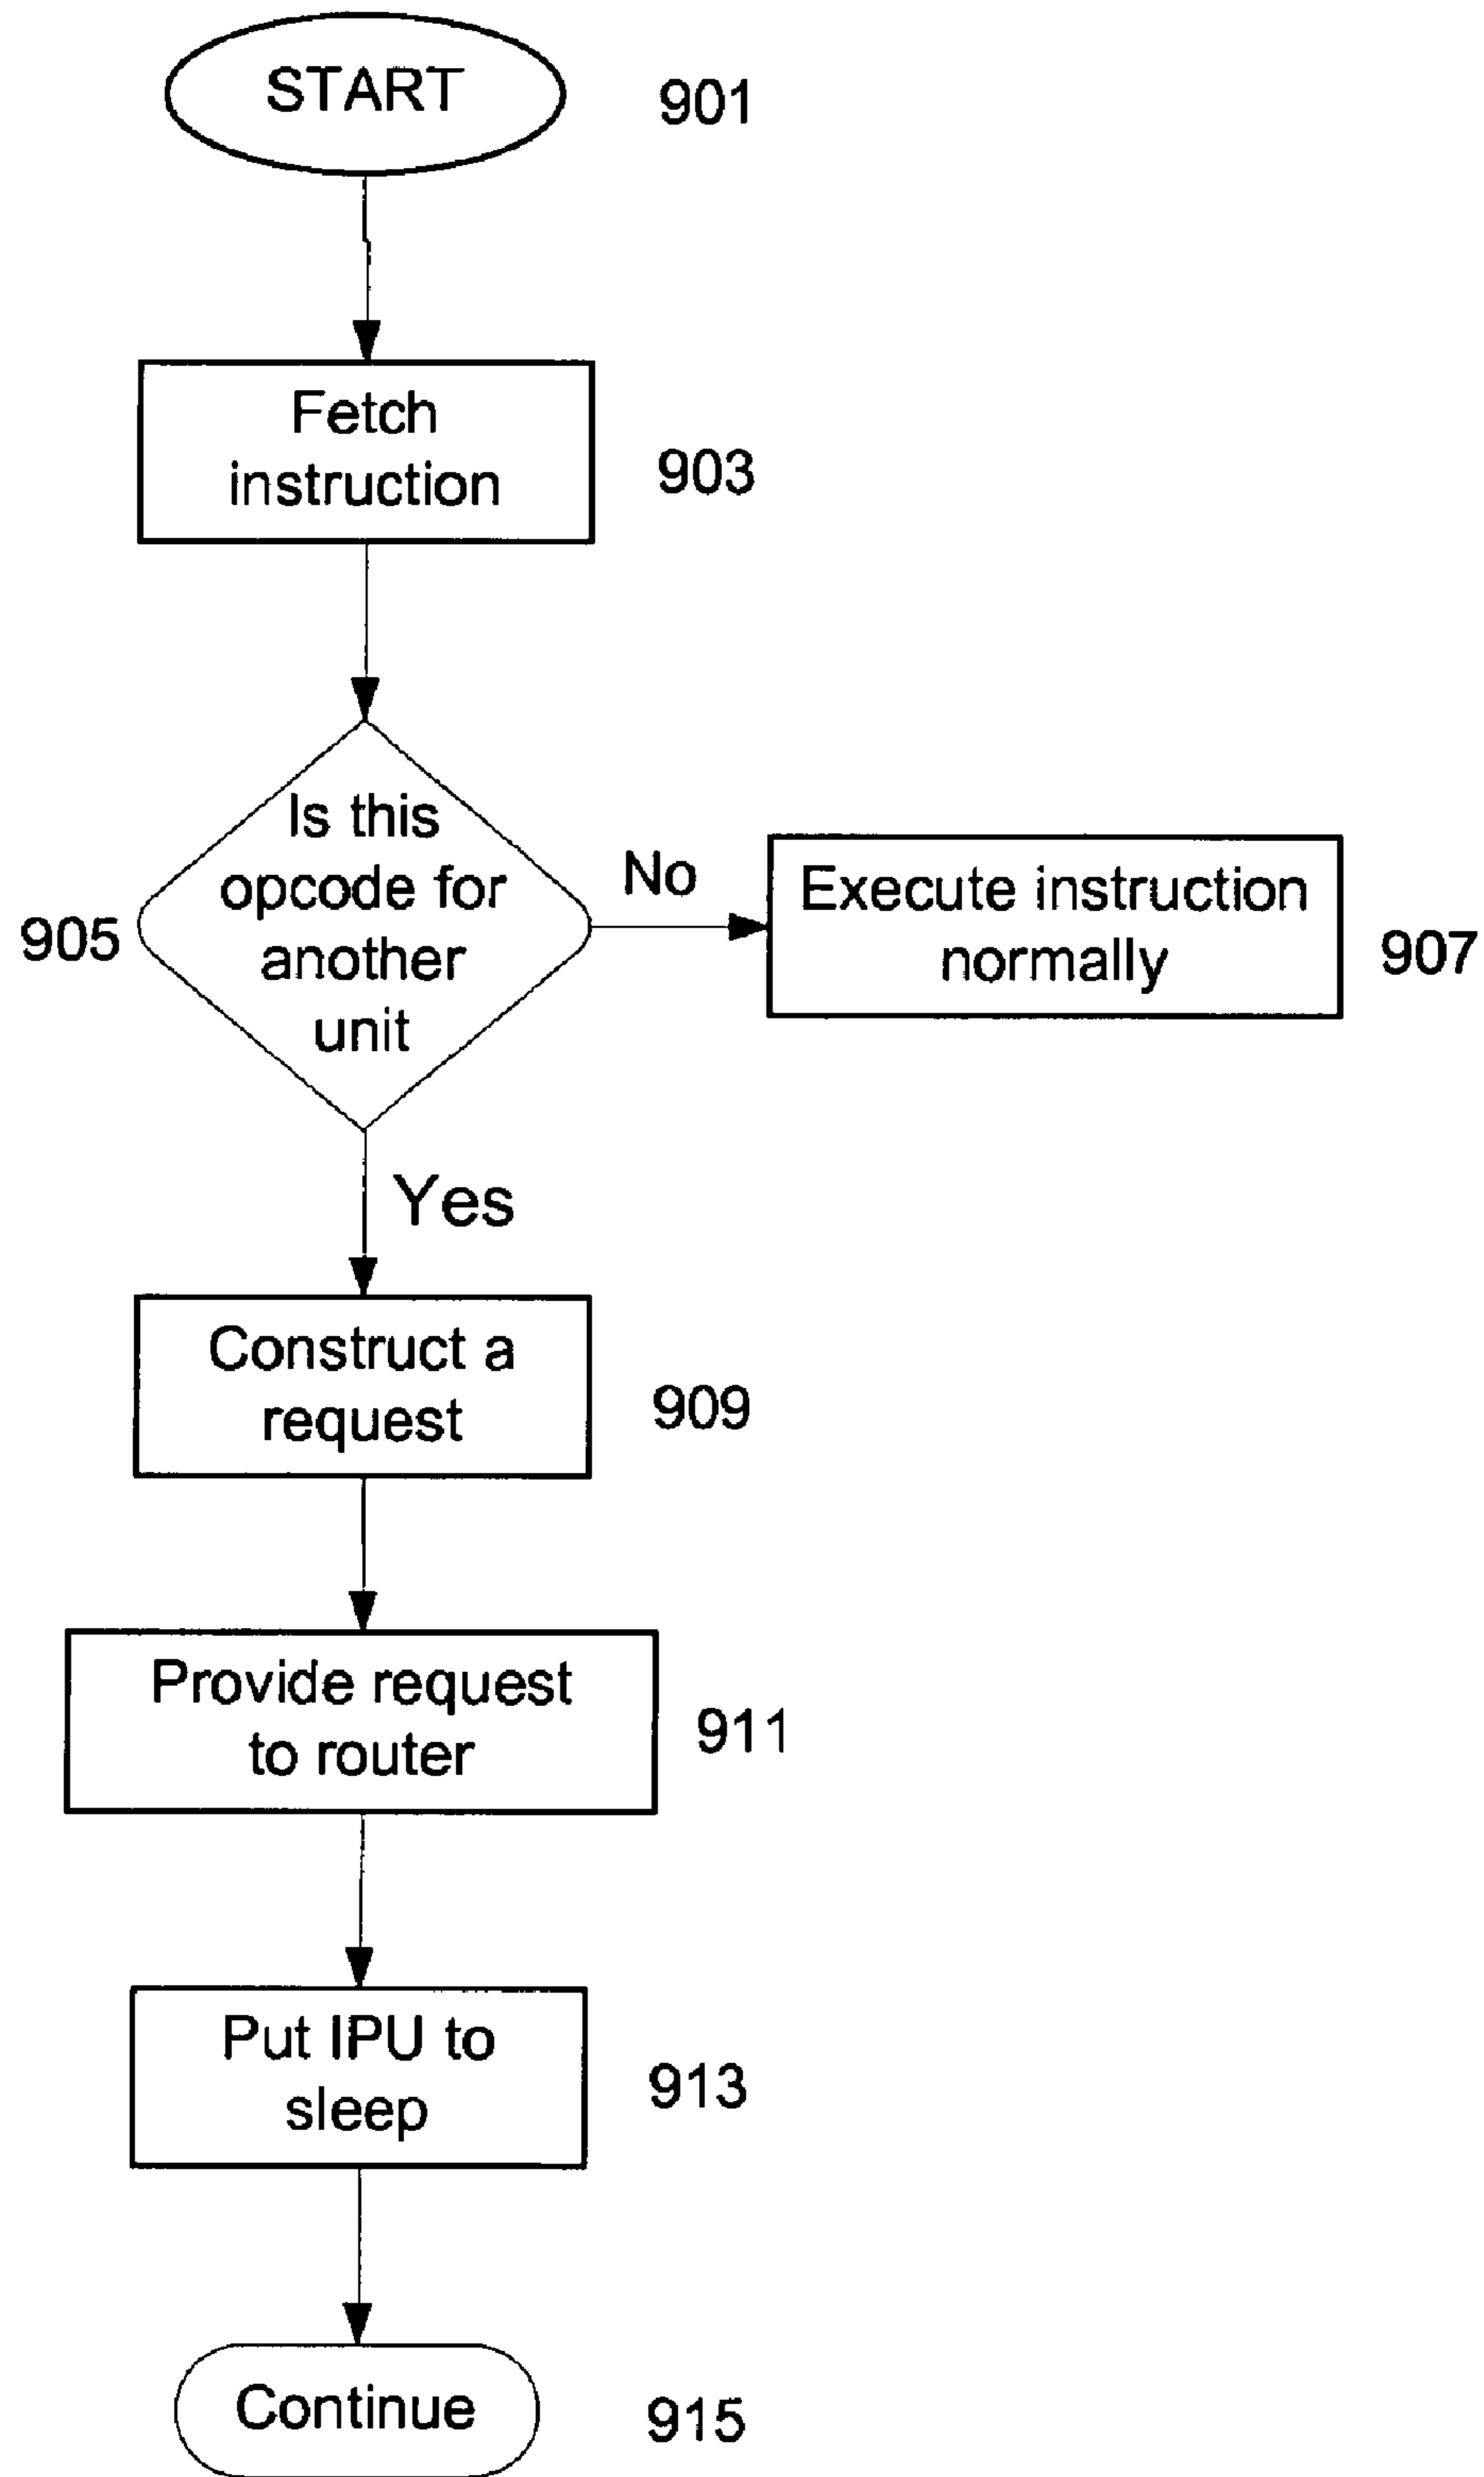 START
901
Fetch
instruction
903
Is this
opcode for
another
unit
905
No
Execute instruction
normally
907
Yes
Construct a
request
909
Provide request
to router
911
Put IPU to
sleep
913
Continue
915